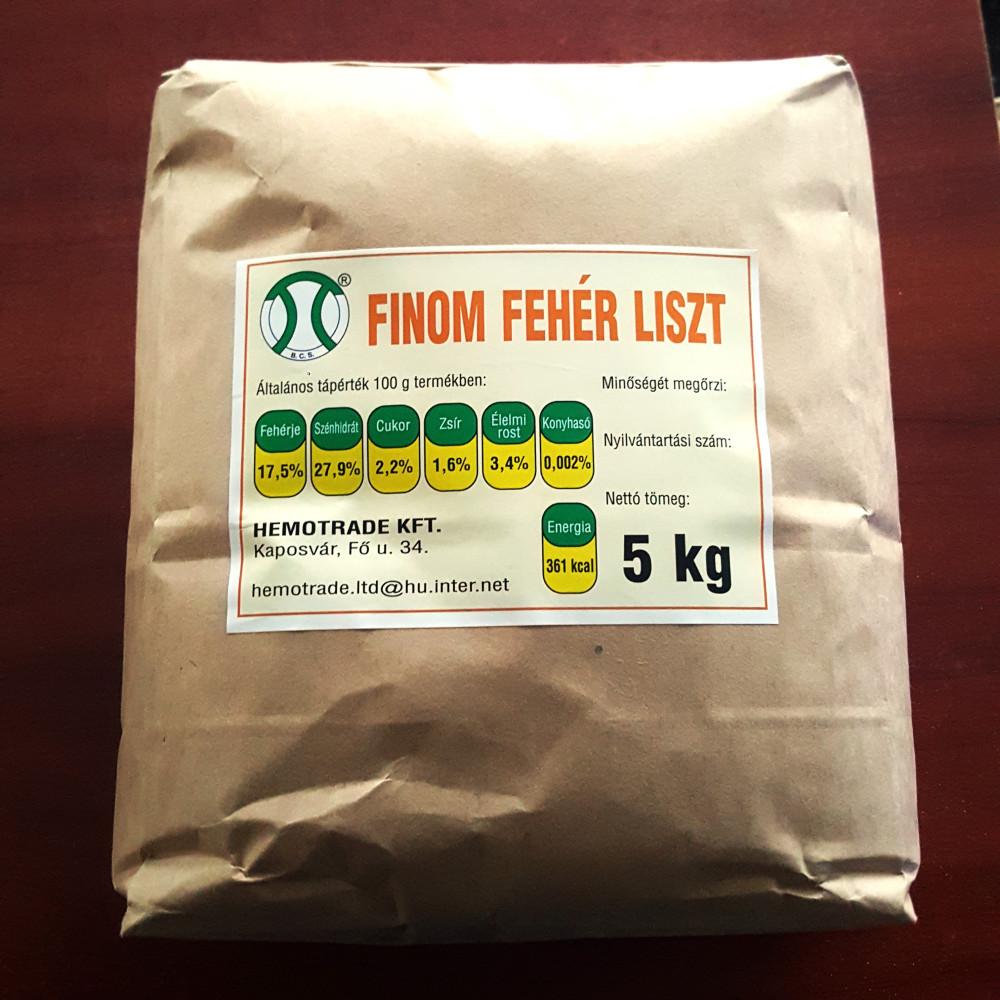 ®
B.C.S.
FINOM FEHÉR LISZT
Általános tápérték 100 g termékben:
Minőségét megőrzi:
Fehérje Szénhidrát Cukor Zsír Élelmi rost Konyhasó
17,5% 27,9% 2,2% 1,6% 3,4% 0,002%
Nyilvántartási szám:
Nettó tömeg:
5 kg
Energia
361 kcal
HEMOTRADE KFT.
Kaposvár, Fő u. 34.
hemotrade.ltd@hu.inter.net